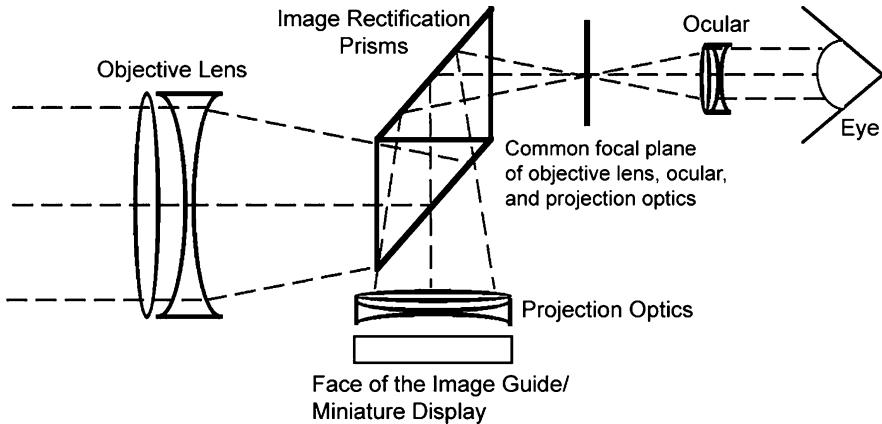 Image Rectification
Prisms
Ocular
Objective Lens
Eye
Common focal plane
of objective lens, ocular,
and projection optics
Projection Optics
Face of the Image Guide/
Miniature Display